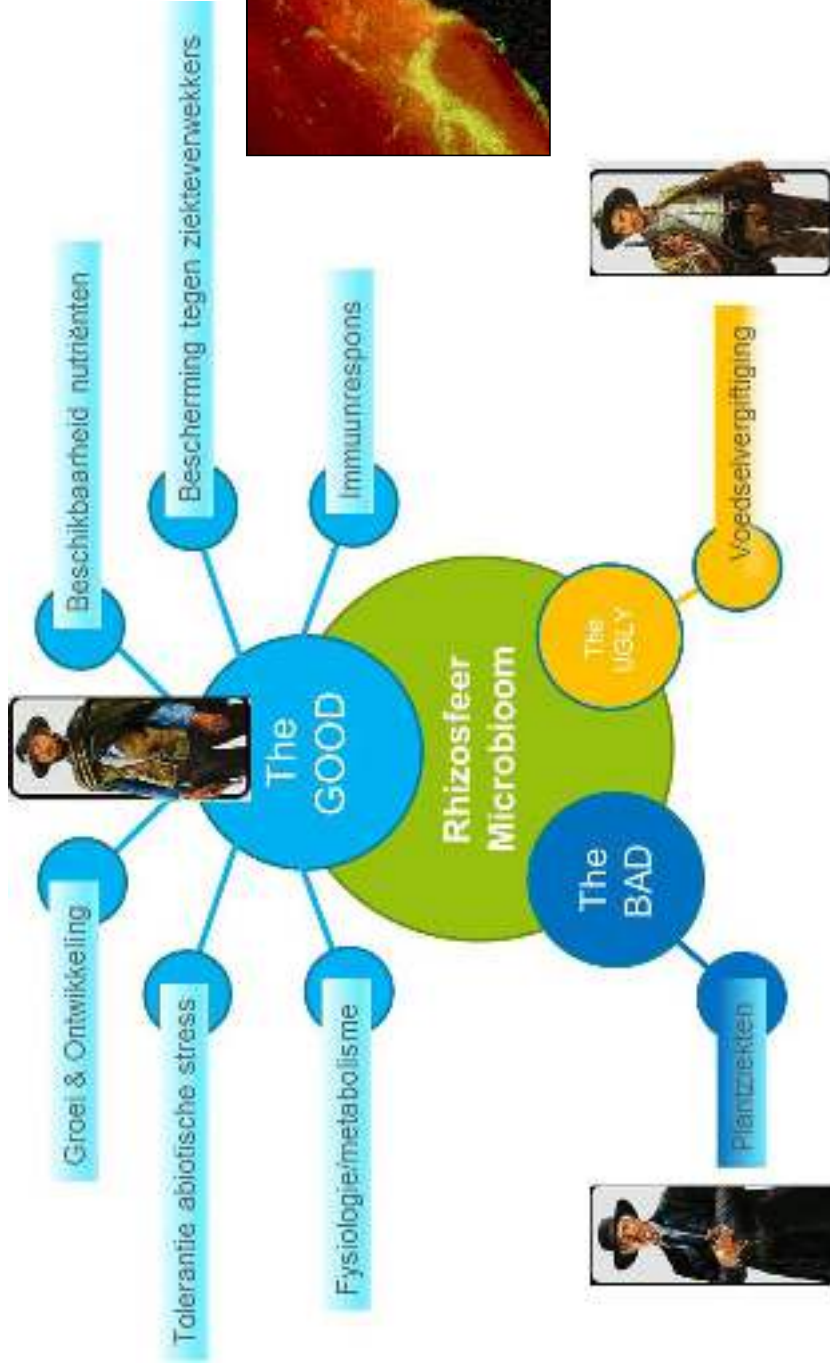 Groei & Ontwikkeling
Beschikbaarheid nutriënten
Tolerantie abiotische stress
Bescherming tegen ziekteverwekkers
Fysiologie/metabolisme
Immuunrespons
The
GOOD
Rhizosfeer
Microbioom
The
BAD
The
UGLY
Plantziekten
Voedselvergiftiging